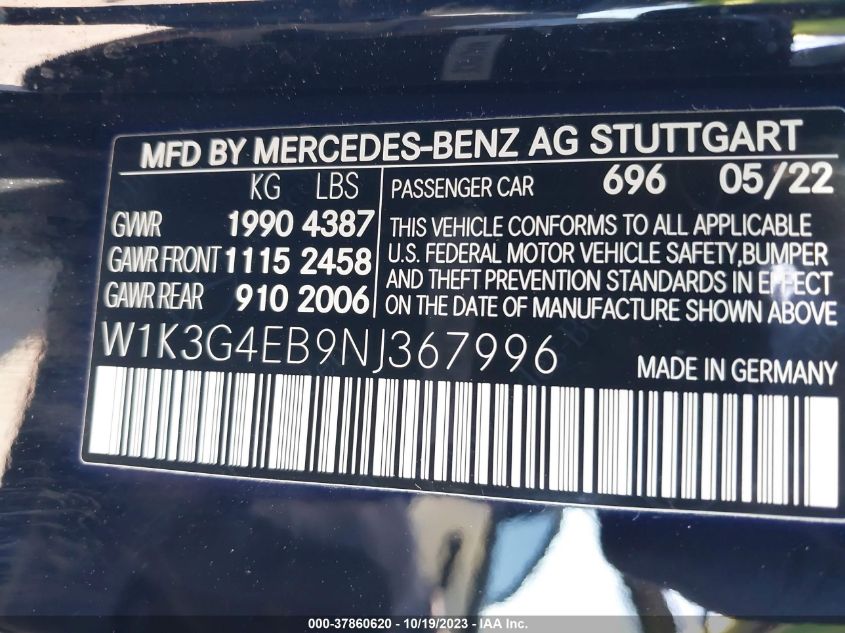 MFD BY MERCEDES-BENZ AG STUTTGART
KG LBS
GVWR 1990 4387
GAWR FRONT 1115 2458
GAWR REAR 910 2006
PASSENGER CAR 696 05/22
THIS VEHICLE CONFORMS TO ALL APPLICABLE
U.S. FEDERAL MOTOR VEHICLE SAFETY,BUMPER
AND THEFT PREVENTION STANDARDS IN EFFECT
ON THE DATE OF MANUFACTURE SHOWN ABOVE
W1K3G4EB9NJ367996
MADE IN GERMANY
000-37860620 - 10/19/2023 - IAA Inc.